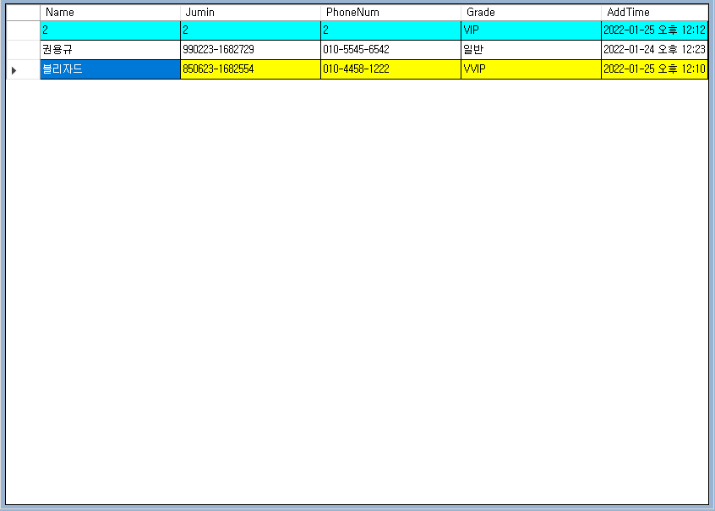 Name Jumin PhoneNum Grade AddTime
2 2 2 VIP 2022-01-25 오후 12:12
권용규 990223-1682729 010-5545-6542 일반 2022-01-24 오후 12:23
블리자드 850623-1682554 010-4458-1222 VVIP 2022-01-25 오후 12:10